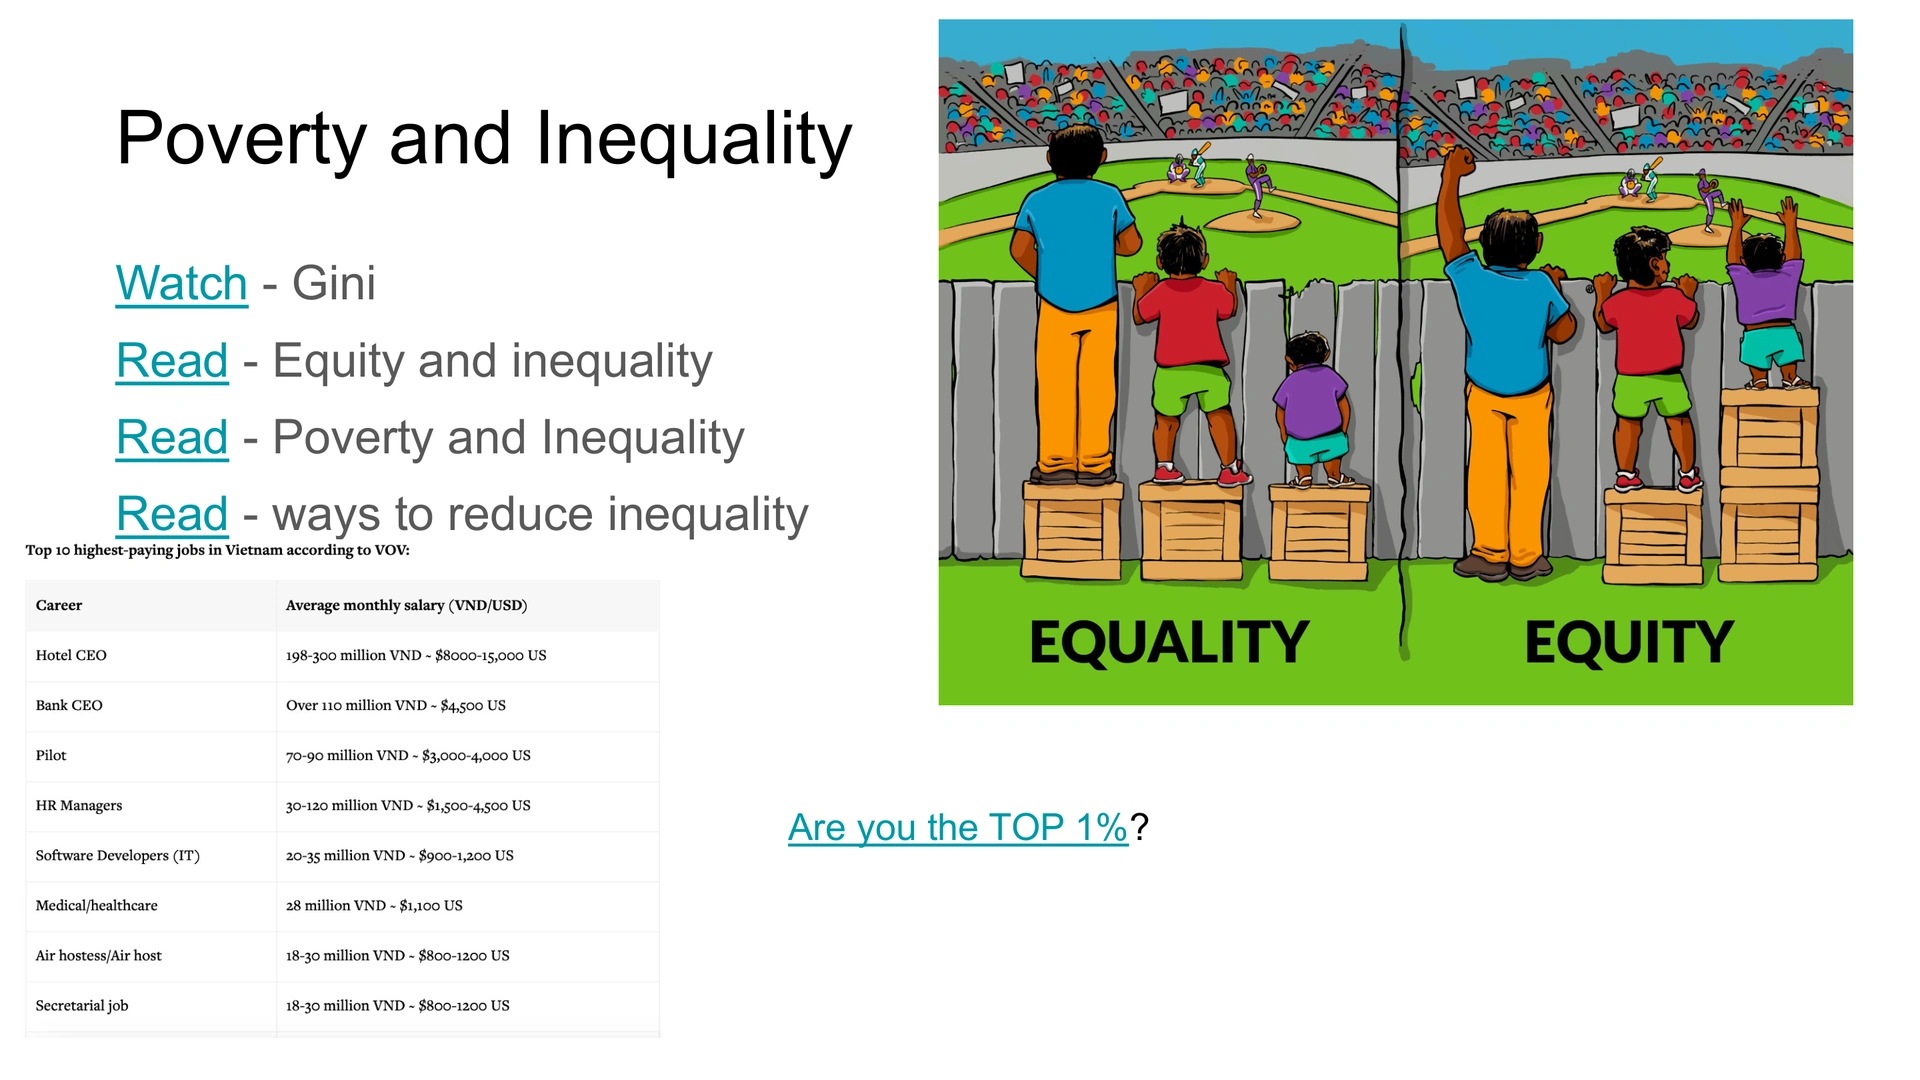 Poverty and Inequality
Watch - Gini
Read - Equity and inequality
Read - Poverty and Inequality
Read - ways to reduce inequality
Top 10 highest-paying jobs in Vietnam according to VOV:
Career Average monthly salary (VND/USD)
Hotel CEO 198-300 million VND ~ $8000-15,000 US
Bank CEO Over 110 million VND ~ $4,500 US
Pilot 70-90 million VND ~ $3,000-4,000 US
HR Managers 30-120 million VND ~ $1,500-4,500 US
Software Developers (IT) 20-35 million VND ~ $900-1,200 US
Medical/healthcare 28 million VND ~ $1,100 US
Air hostess/Air host 18-30 million VND ~ $800-1200 US
Secretarial job 18-30 million VND ~ $800-1200 US
EQUALITY
EQUITY
Are you the TOP 1%?